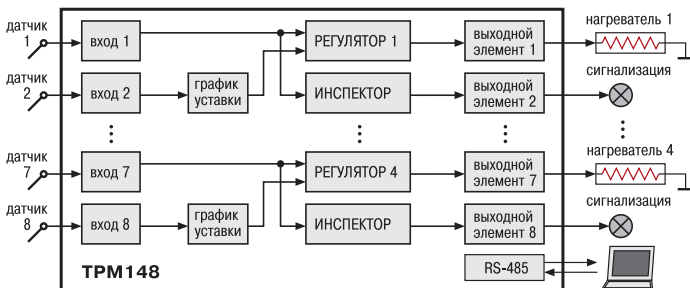 датчик 1
вход 1
РЕГУЛЯТОР 1
выходной элемент 1
нагреватель 1
датчик 2
вход 2
график уставки
ИНСПЕКТОР
выходной элемент 2
сигнализация
датчик 7
вход 7
РЕГУЛЯТОР 4
выходной элемент 7
нагреватель 4
датчик 8
вход 8
график уставки
ИНСПЕКТОР
выходной элемент 8
сигнализация
ТРМ148
RS-485